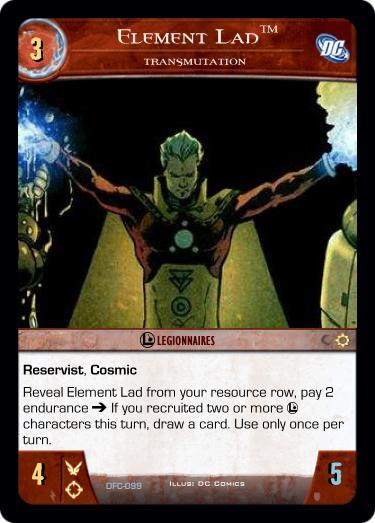 3
ELEMENT LAD™
DC
TRANSMUTATION
LEGIONNAIRES
Reservist, Cosmic
Reveal Element Lad from your resource row, pay 2
endurance ➔ If you recruited two or more L
characters this turn, draw a card. Use only once per
turn.
4
DFC-099
ILLUS: DC COMICS
5